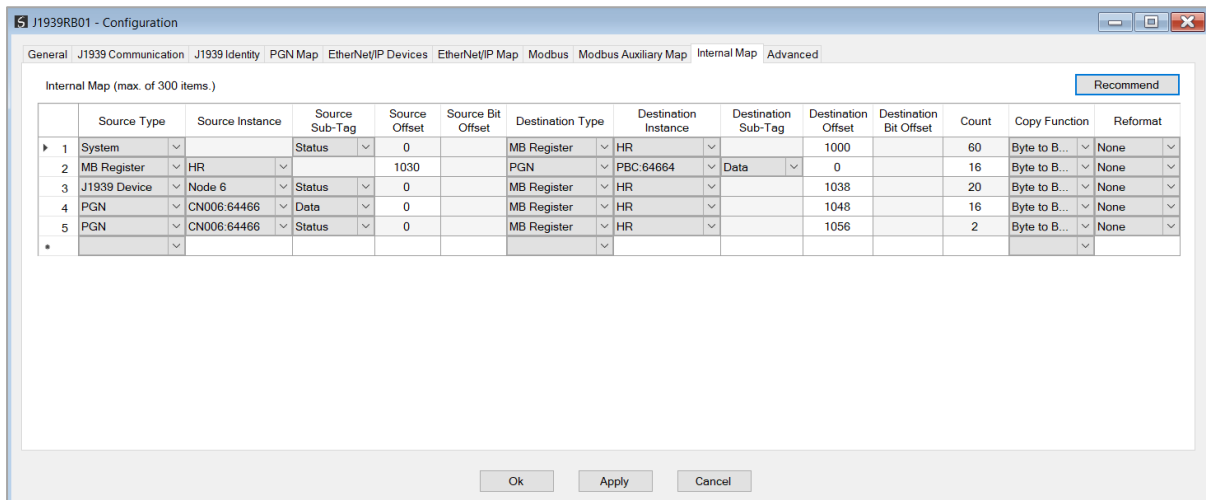 J1939RB01 - Configuration
General J1939 Communication J1939 Identity PGN Map EtherNet/IP Devices EtherNet/IP Map Modbus Modbus Auxiliary Map Internal Map Advanced
Internal Map (max. of 300 items.) Recommend
Source Type Source Instance Source Sub-Tag Source Offset Source Bit Offset Destination Type Destination Instance Destination Sub-Tag Destination Offset Destination Bit Offset Count Copy Function Reformat
1 System Status 0 MB Register HR 1000 60 Byte to B... None
2 MB Register HR 1030 PGN PBC:64664 Data 0 16 Byte to B... None
3 J1939 Device Node 6 Status 0 MB Register HR 1038 20 Byte to B... None
4 PGN CN006:64466 Data 0 MB Register HR 1048 16 Byte to B... None
5 PGN CN006:64466 Status 0 MB Register HR 1056 2 Byte to B... None
*
Ok Apply Cancel